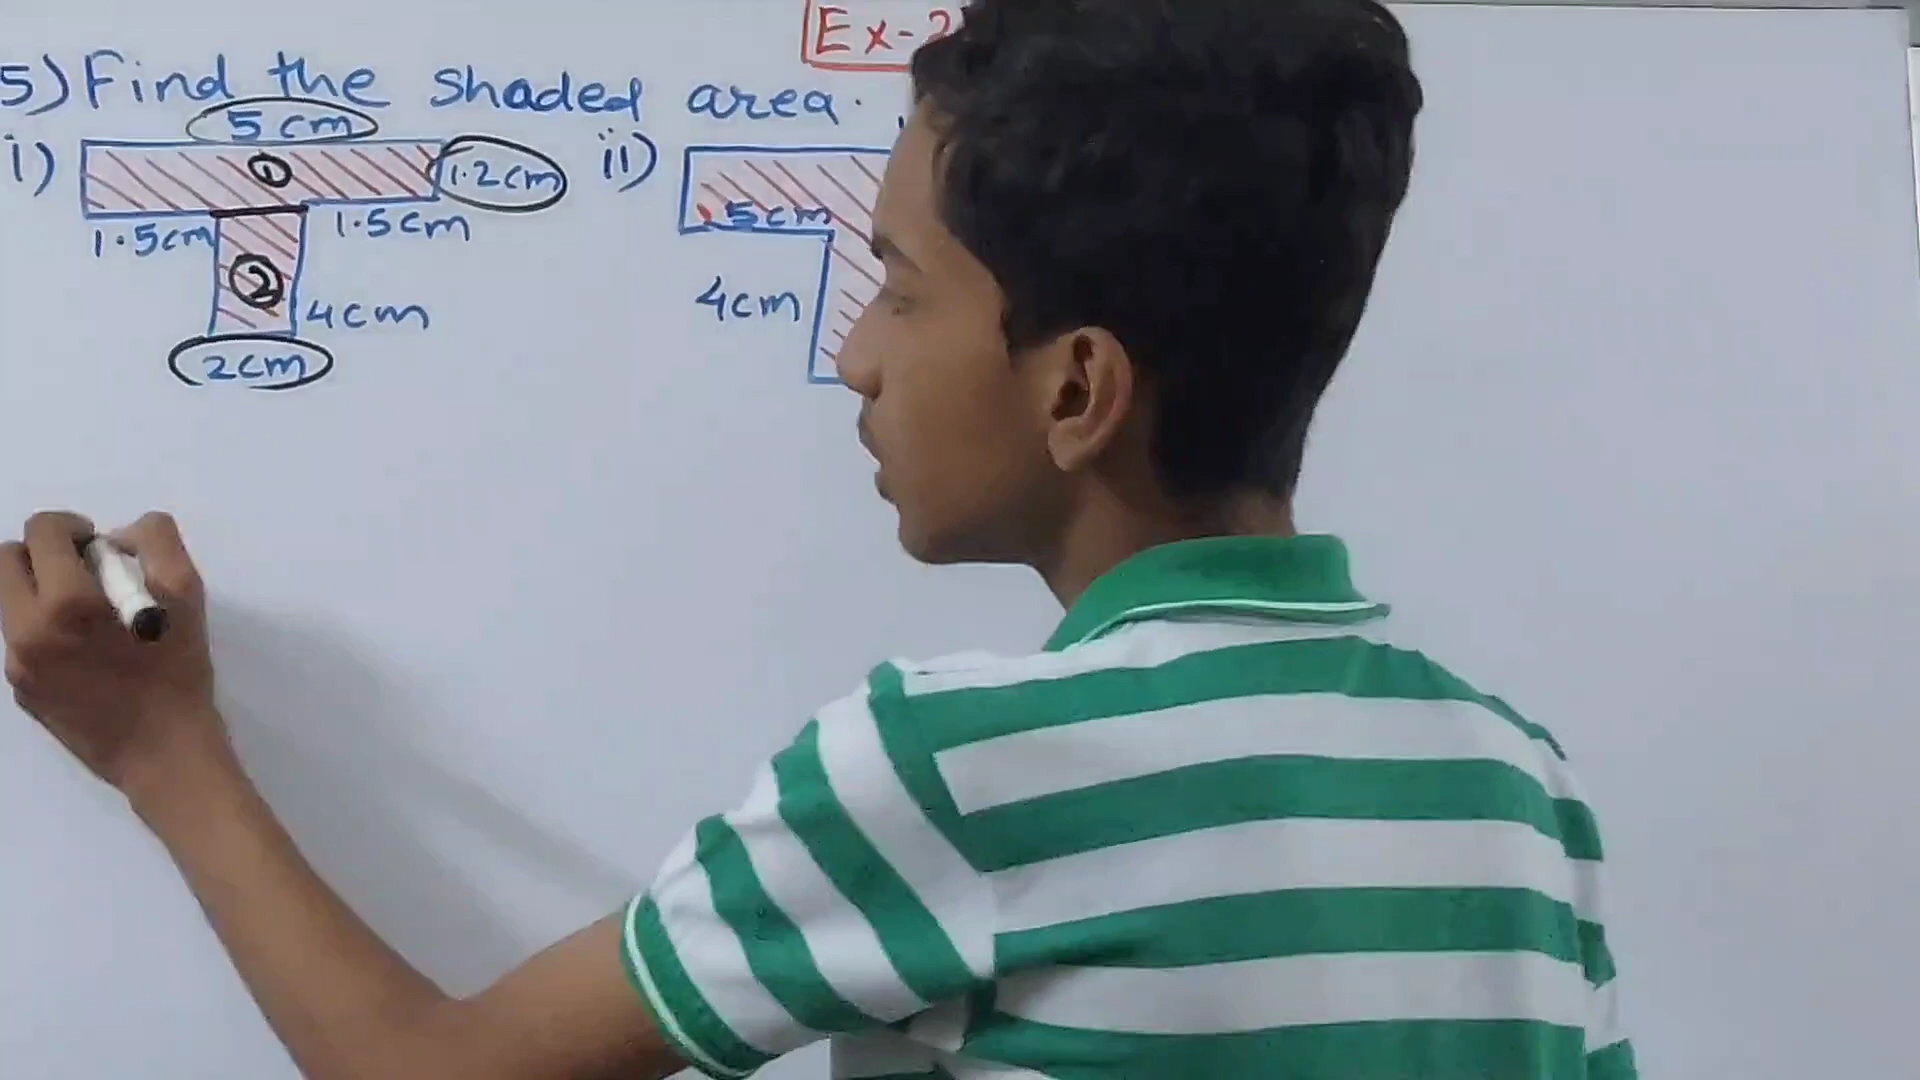 Ex-2
5) Find the shaded area.
i) 5cm
① 1.2cm
1.5cm 1.5cm
② 4cm
2cm
ii)
5cm
4cm